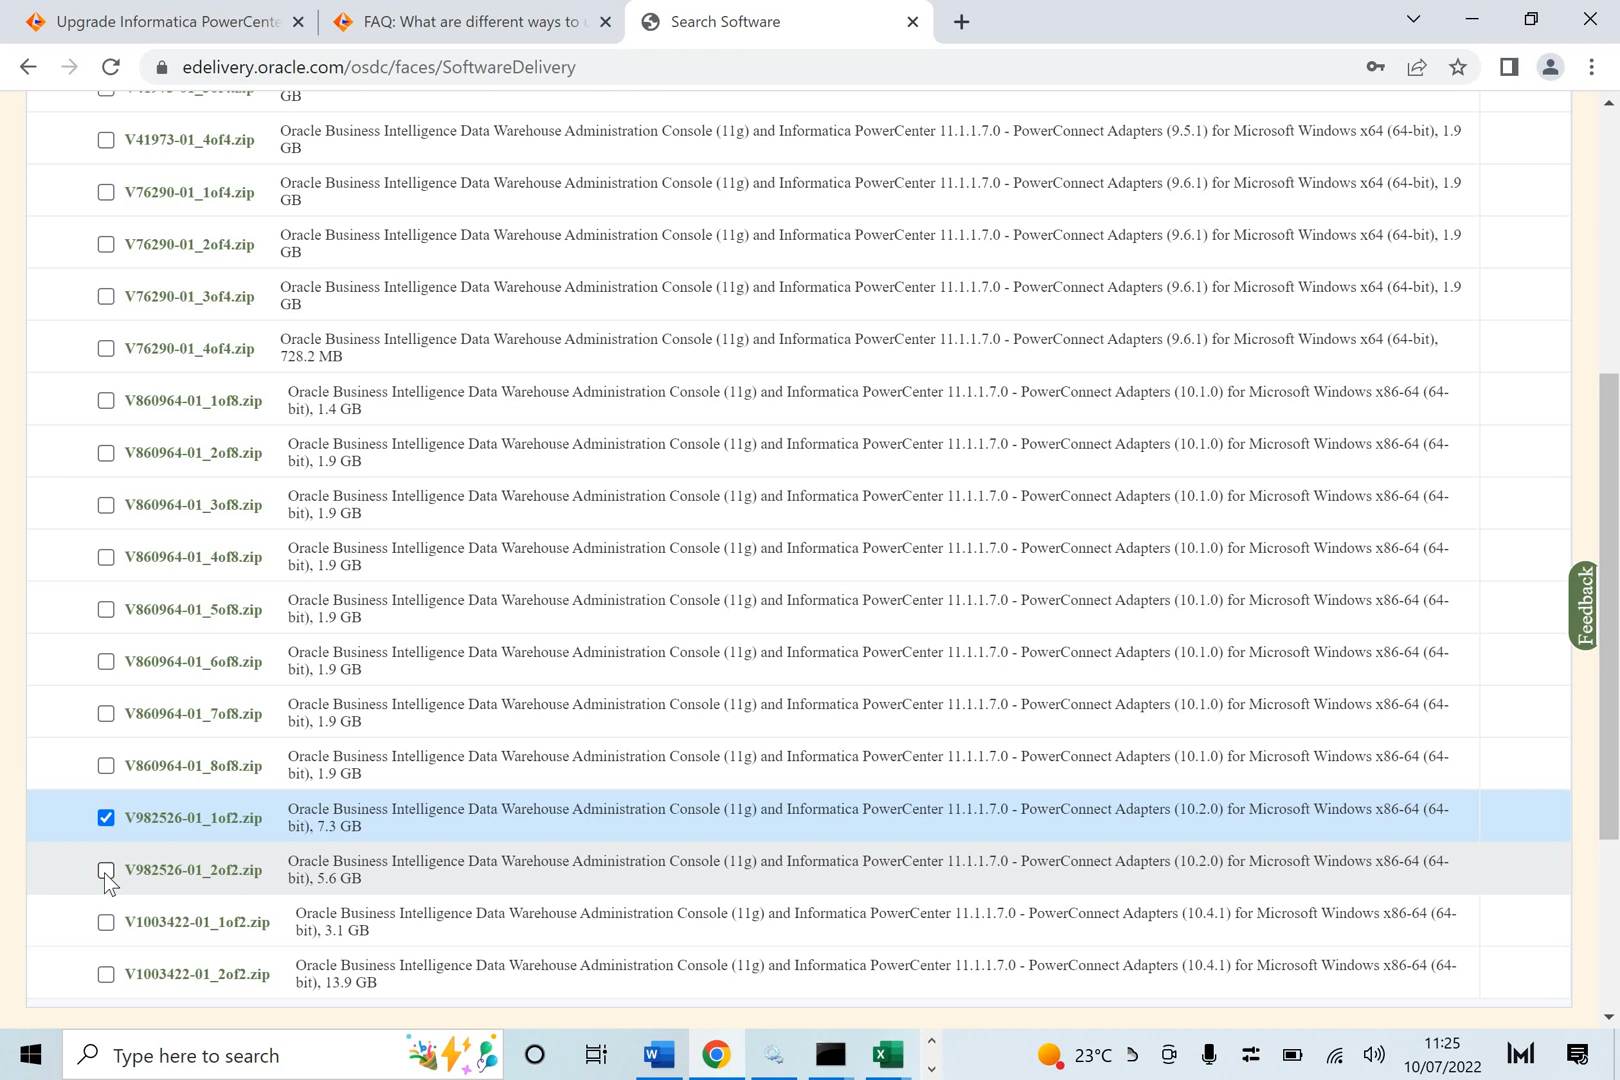 Upgrade Informatica PowerCente
FAQ: What are different ways to u
Search Software
edelivery.oracle.com/osdc/faces/SoftwareDelivery
GB
V41973-01_4of4.zip
Oracle Business Intelligence Data Warehouse Administration Console (11g) and Informatica PowerCenter 11.1.1.7.0 - PowerConnect Adapters (9.5.1) for Microsoft Windows x64 (64-bit), 1.9
GB
V76290-01_1of4.zip
Oracle Business Intelligence Data Warehouse Administration Console (11g) and Informatica PowerCenter 11.1.1.7.0 - PowerConnect Adapters (9.6.1) for Microsoft Windows x64 (64-bit), 1.9
GB
V76290-01_2of4.zip
Oracle Business Intelligence Data Warehouse Administration Console (11g) and Informatica PowerCenter 11.1.1.7.0 - PowerConnect Adapters (9.6.1) for Microsoft Windows x64 (64-bit), 1.9
GB
V76290-01_3of4.zip
Oracle Business Intelligence Data Warehouse Administration Console (11g) and Informatica PowerCenter 11.1.1.7.0 - PowerConnect Adapters (9.6.1) for Microsoft Windows x64 (64-bit), 1.9
GB
V76290-01_4of4.zip
Oracle Business Intelligence Data Warehouse Administration Console (11g) and Informatica PowerCenter 11.1.1.7.0 - PowerConnect Adapters (9.6.1) for Microsoft Windows x64 (64-bit),
728.2 MB
V860964-01_1of8.zip
Oracle Business Intelligence Data Warehouse Administration Console (11g) and Informatica PowerCenter 11.1.1.7.0 - PowerConnect Adapters (10.1.0) for Microsoft Windows x86-64 (64-
bit), 1.4 GB
V860964-01_2of8.zip
Oracle Business Intelligence Data Warehouse Administration Console (11g) and Informatica PowerCenter 11.1.1.7.0 - PowerConnect Adapters (10.1.0) for Microsoft Windows x86-64 (64-
bit), 1.9 GB
V860964-01_3of8.zip
Oracle Business Intelligence Data Warehouse Administration Console (11g) and Informatica PowerCenter 11.1.1.7.0 - PowerConnect Adapters (10.1.0) for Microsoft Windows x86-64 (64-
bit), 1.9 GB
V860964-01_4of8.zip
Oracle Business Intelligence Data Warehouse Administration Console (11g) and Informatica PowerCenter 11.1.1.7.0 - PowerConnect Adapters (10.1.0) for Microsoft Windows x86-64 (64-
bit), 1.9 GB
V860964-01_5of8.zip
Oracle Business Intelligence Data Warehouse Administration Console (11g) and Informatica PowerCenter 11.1.1.7.0 - PowerConnect Adapters (10.1.0) for Microsoft Windows x86-64 (64-
bit), 1.9 GB
V860964-01_6of8.zip
Oracle Business Intelligence Data Warehouse Administration Console (11g) and Informatica PowerCenter 11.1.1.7.0 - PowerConnect Adapters (10.1.0) for Microsoft Windows x86-64 (64-
bit), 1.9 GB
V860964-01_7of8.zip
Oracle Business Intelligence Data Warehouse Administration Console (11g) and Informatica PowerCenter 11.1.1.7.0 - PowerConnect Adapters (10.1.0) for Microsoft Windows x86-64 (64-
bit), 1.9 GB
V860964-01_8of8.zip
Oracle Business Intelligence Data Warehouse Administration Console (11g) and Informatica PowerCenter 11.1.1.7.0 - PowerConnect Adapters (10.1.0) for Microsoft Windows x86-64 (64-
bit), 1.9 GB
V982526-01_1of2.zip
Oracle Business Intelligence Data Warehouse Administration Console (11g) and Informatica PowerCenter 11.1.1.7.0 - PowerConnect Adapters (10.2.0) for Microsoft Windows x86-64 (64-
bit), 7.3 GB
V982526-01_2of2.zip
Oracle Business Intelligence Data Warehouse Administration Console (11g) and Informatica PowerCenter 11.1.1.7.0 - PowerConnect Adapters (10.2.0) for Microsoft Windows x86-64 (64-
bit), 5.6 GB
V1003422-01_1of2.zip
Oracle Business Intelligence Data Warehouse Administration Console (11g) and Informatica PowerCenter 11.1.1.7.0 - PowerConnect Adapters (10.4.1) for Microsoft Windows x86-64 (64-
bit), 3.1 GB
V1003422-01_2of2.zip
Oracle Business Intelligence Data Warehouse Administration Console (11g) and Informatica PowerCenter 11.1.1.7.0 - PowerConnect Adapters (10.4.1) for Microsoft Windows x86-64 (64-
bit), 13.9 GB
Feedback
Type here to search
23°C
11:25
10/07/2022